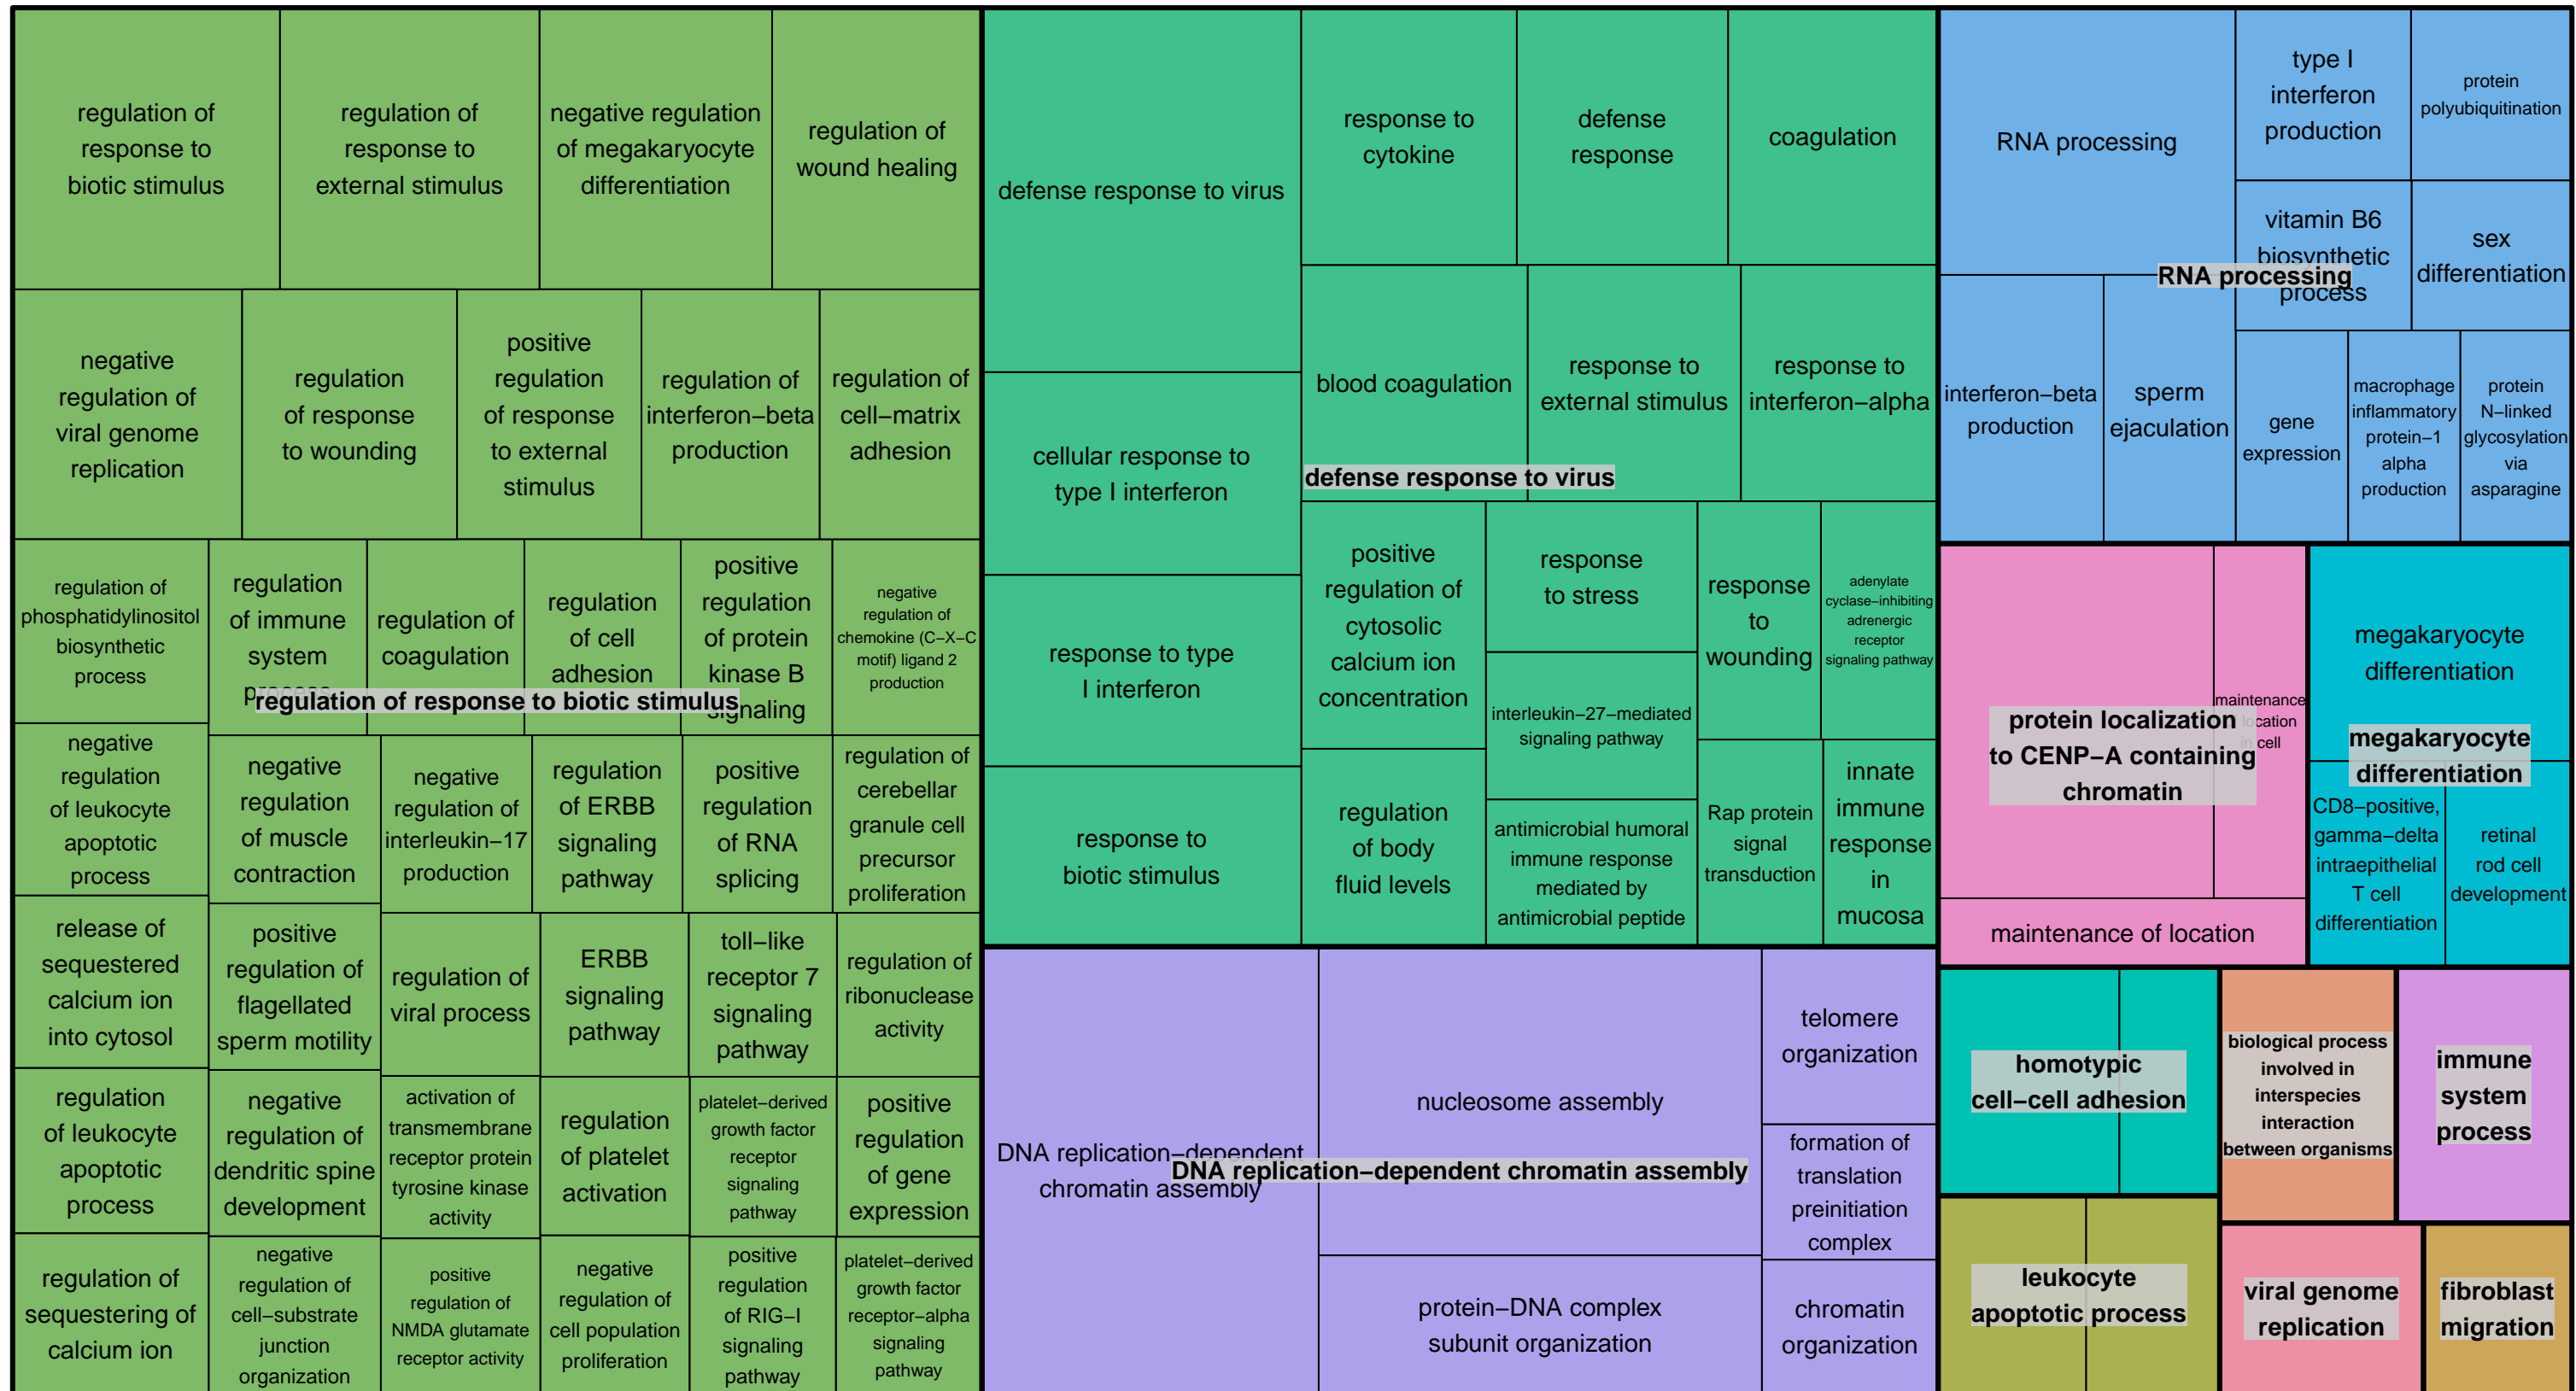 regulation of
response to
biotic stimulus
regulation of
response to
external stimulus
negative regulation
of megakaryocyte
differentiation
regulation of
wound healing
negative
regulation of
viral genome
replication
regulation
of response
to wounding
positive
regulation
of response
to external
stimulus
regulation of
interferon−beta
production
regulation of
cell−matrix
adhesion
regulation of
phosphatidylinositol
biosynthetic
process
regulation
of immune
system
process
regulation of
coagulation
regulation
of cell
adhesion
positive
regulation
of protein
kinase B
signaling
negative
regulation of
chemokine (C−X−C
motif) ligand 2
production
regulation of response to biotic stimulus
negative
regulation
of leukocyte
apoptotic
process
negative
regulation
of muscle
contraction
negative
regulation of
interleukin−17
production
regulation
of ERBB
signaling
pathway
positive
regulation
of RNA
splicing
regulation of
cerebellar
granule cell
precursor
proliferation
release of
sequestered
calcium ion
into cytosol
positive
regulation of
flagellated
sperm motility
regulation of
viral process
ERBB
signaling
pathway
toll−like
receptor 7
signaling
pathway
regulation of
ribonuclease
activity
regulation
of leukocyte
apoptotic
process
negative
regulation of
dendritic spine
development
activation of
transmembrane
receptor protein
tyrosine kinase
activity
regulation
of platelet
activation
platelet−derived
growth factor
receptor
signaling
pathway
positive
regulation
of gene
expression
regulation of
sequestering of
calcium ion
negative
regulation of
cell−substrate
junction
organization
positive
regulation of
NMDA glutamate
receptor activity
negative
regulation of
cell population
proliferation
positive
regulation
of RIG−I
signaling
pathway
platelet−derived
growth factor
receptor−alpha
signaling
pathway
defense response to virus
cellular response to
type I interferon
response to type
I interferon
response to
biotic stimulus
response to
cytokine
defense
response
coagulation
blood coagulation
response to
external stimulus
response to
interferon−alpha
defense response to virus
positive
regulation of
cytosolic
calcium ion
concentration
response
to stress
response
to
wounding
adenylate
cyclase−inhibiting
adrenergic
receptor
signaling pathway
interleukin−27−mediated
signaling pathway
regulation
of body
fluid levels
antimicrobial humoral
immune response
mediated by
antimicrobial peptide
Rap protein
signal
transduction
innate
immune
response
in
mucosa
DNA replication−dependent
chromatin assembly
nucleosome assembly
telomere
organization
DNA replication−dependent chromatin assembly
formation of
translation
preinitiation
complex
protein−DNA complex
subunit organization
chromatin
organization
RNA processing
type I
interferon
production
protein
polyubiquitination
vitamin B6
biosynthetic
process
sex
differentiation
RNA processing
interferon−beta
production
sperm
ejaculation
gene
expression
macrophage
inflammatory
protein−1
alpha
production
protein
N−linked
glycosylation
via
asparagine
protein localization
to CENP−A containing
chromatin
maintenance
location
in cell
maintenance of location
megakaryocyte
differentiation
megakaryocyte
differentiation
CD8−positive,
gamma−delta
intraepithelial
T cell
differentiation
retinal
rod cell
development
homotypic
cell−cell adhesion
biological process
involved in
interspecies
interaction
between organisms
immune
system
process
leukocyte
apoptotic process
viral genome
replication
fibroblast
migration